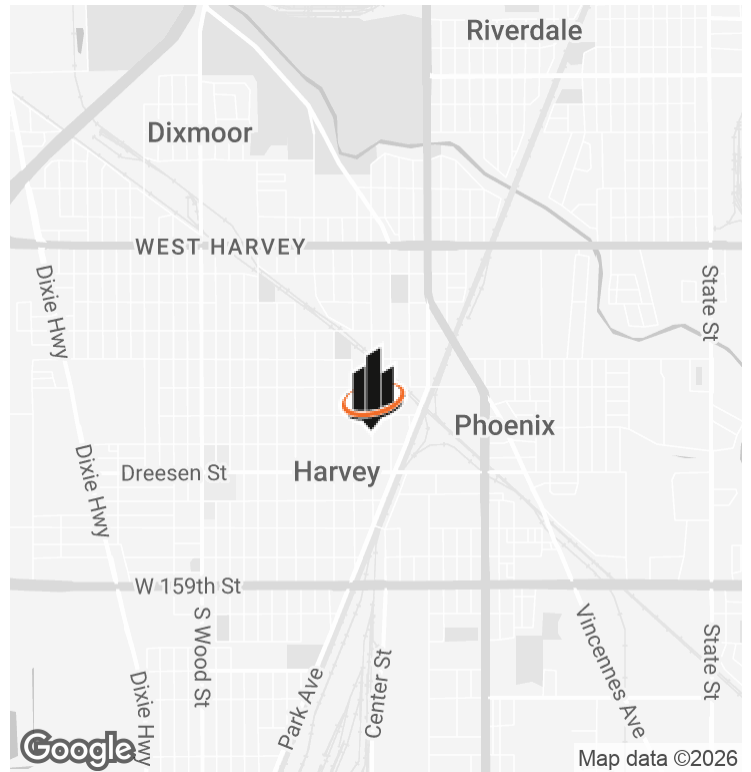 Riverdale
Dixmoor
WEST HARVEY
Dixie Hwy
State St
Phoenix
Dixie Hwy
Dreesen St
Harvey
W 159th St
S Wood St
Vincennes Ave
State St
Dixie Hwy
Park Ave
Center St
Google
Map data ©2026